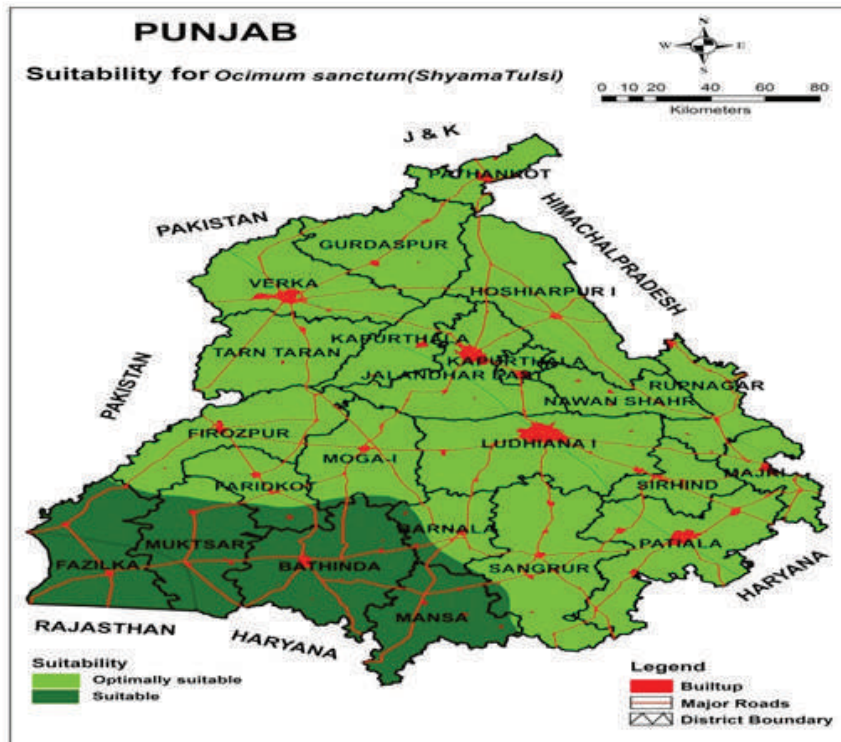 PUNJAB
Suitability for Ocimum sanctum(ShyamaTulsi)
N
W E
S
0 10 20 40 60 80
Kilometers
J & K
PATHANKOT
HIMACHALPRADESH
PAKISTAN
GURDASPUR
VERKA
HOSHIARPUR I
KAPURTHALA
TARN TARAN
KAPURTHALA
JALANDHAR EAST
PAKISTAN
RUPNAGAR
NAWAN SHAHR
FIROZPUR
LUDHIANA I
MOGA-I
MAJRI
SIRHIND
FARIDKOT
BARNALA
MUKTSAR
PATIALA
FAZILKA
BATHINDA
SANGRUR
HARYANA
MANSA
RAJASTHAN
HARYANA
Suitability
Optimally suitable
Suitable
Legend
Builtup
Major Roads
District Boundary